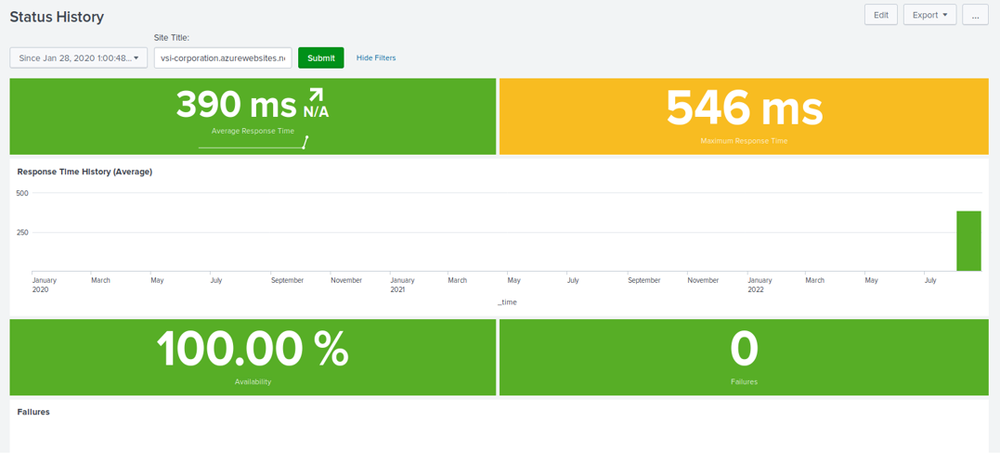 Status History
Edit
Export
...
Site Title:
Since Jan 28, 2020 1:00:48...
vsi-corporation.azurewebsites.n
Submit
Hide Filters
390 ms
N/A
Average Response Time
546 ms
Maximum Response Time
Response Time History (Average)
500
250
January March May July September November January March May July September November January March May July
2020 2021 2022
_time
100.00 %
Availability
0
Failures
Failures